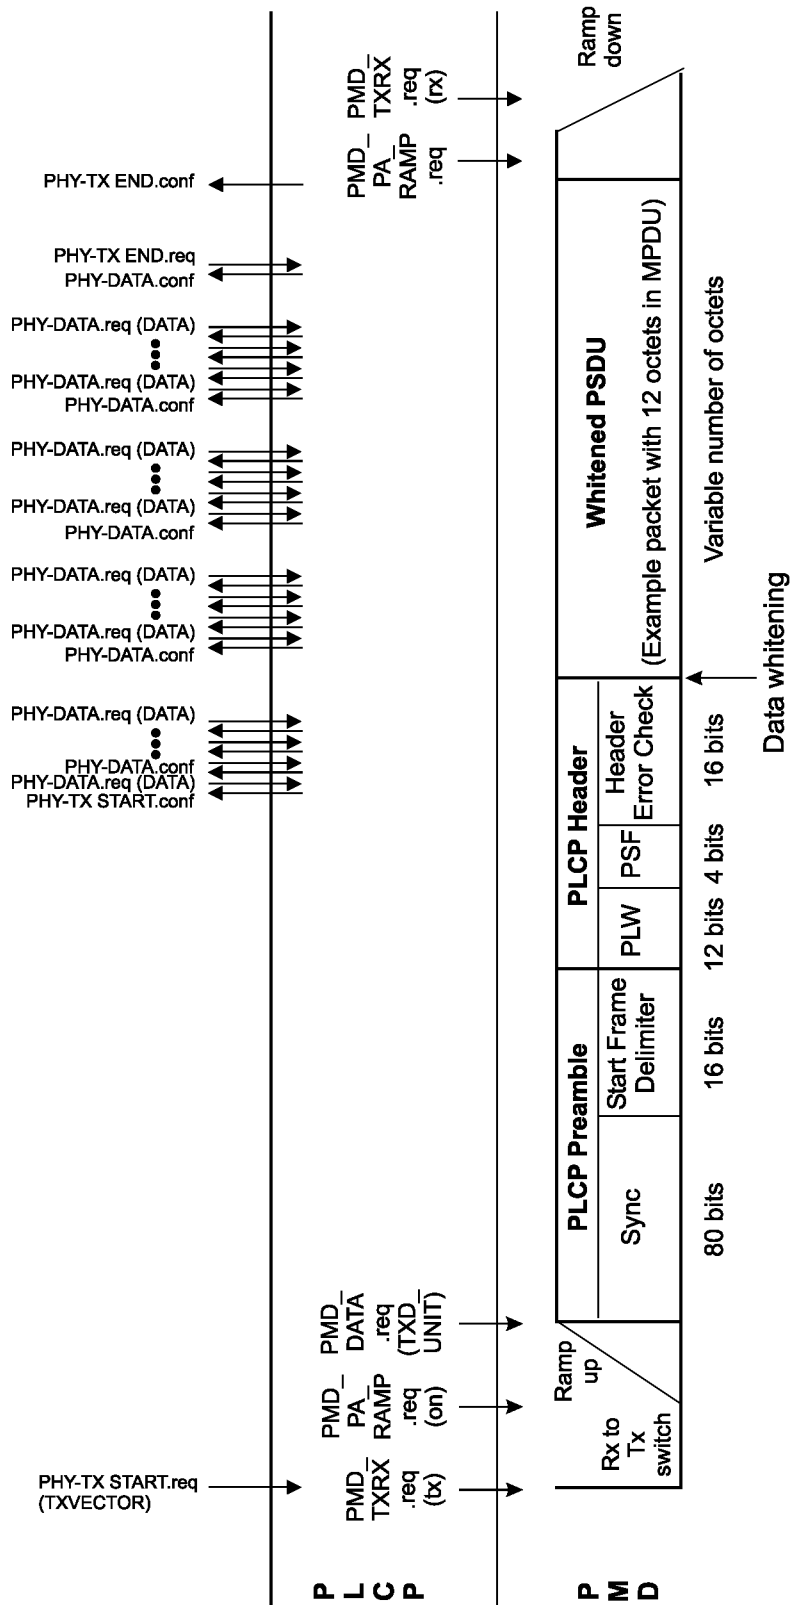 Ramp
down
PMD_
TXRX
.req
(rx)
PMD_
PA_
RAMP
.req
PHY-TX END.conf
PHY-TX END.req
PHY-DATA.conf
PHY-DATA.req (DATA)
PHY-DATA.req (DATA)
PHY-DATA.conf
PHY-DATA.req (DATA)
PHY-DATA.req (DATA)
PHY-DATA.conf
PHY-DATA.req (DATA)
PHY-DATA.req (DATA)
PHY-DATA.conf
PHY-DATA.req (DATA)
PHY-DATA.conf
PHY-DATA.req (DATA)
PHY-TX START.conf
Whitened PSDU
(Example packet with 12 octets in MPDU)
Variable number of octets
Data whitening
PLCP Header
Header
Error Check
16 bits
PSF
4 bits
PLW
12 bits
PLCP Preamble
Start Frame
Delimiter
16 bits
Sync
80 bits
PMD_
DATA
.req
(TXD_
UNIT)
PMD_
PA_
RAMP
.req
(on)
Ramp
up
PHY-TX START.req
(TXVECTOR)
PMD_
TXRX
.req
(tx)
Rx to
Tx
switch
P
L
C
P
P
M
D